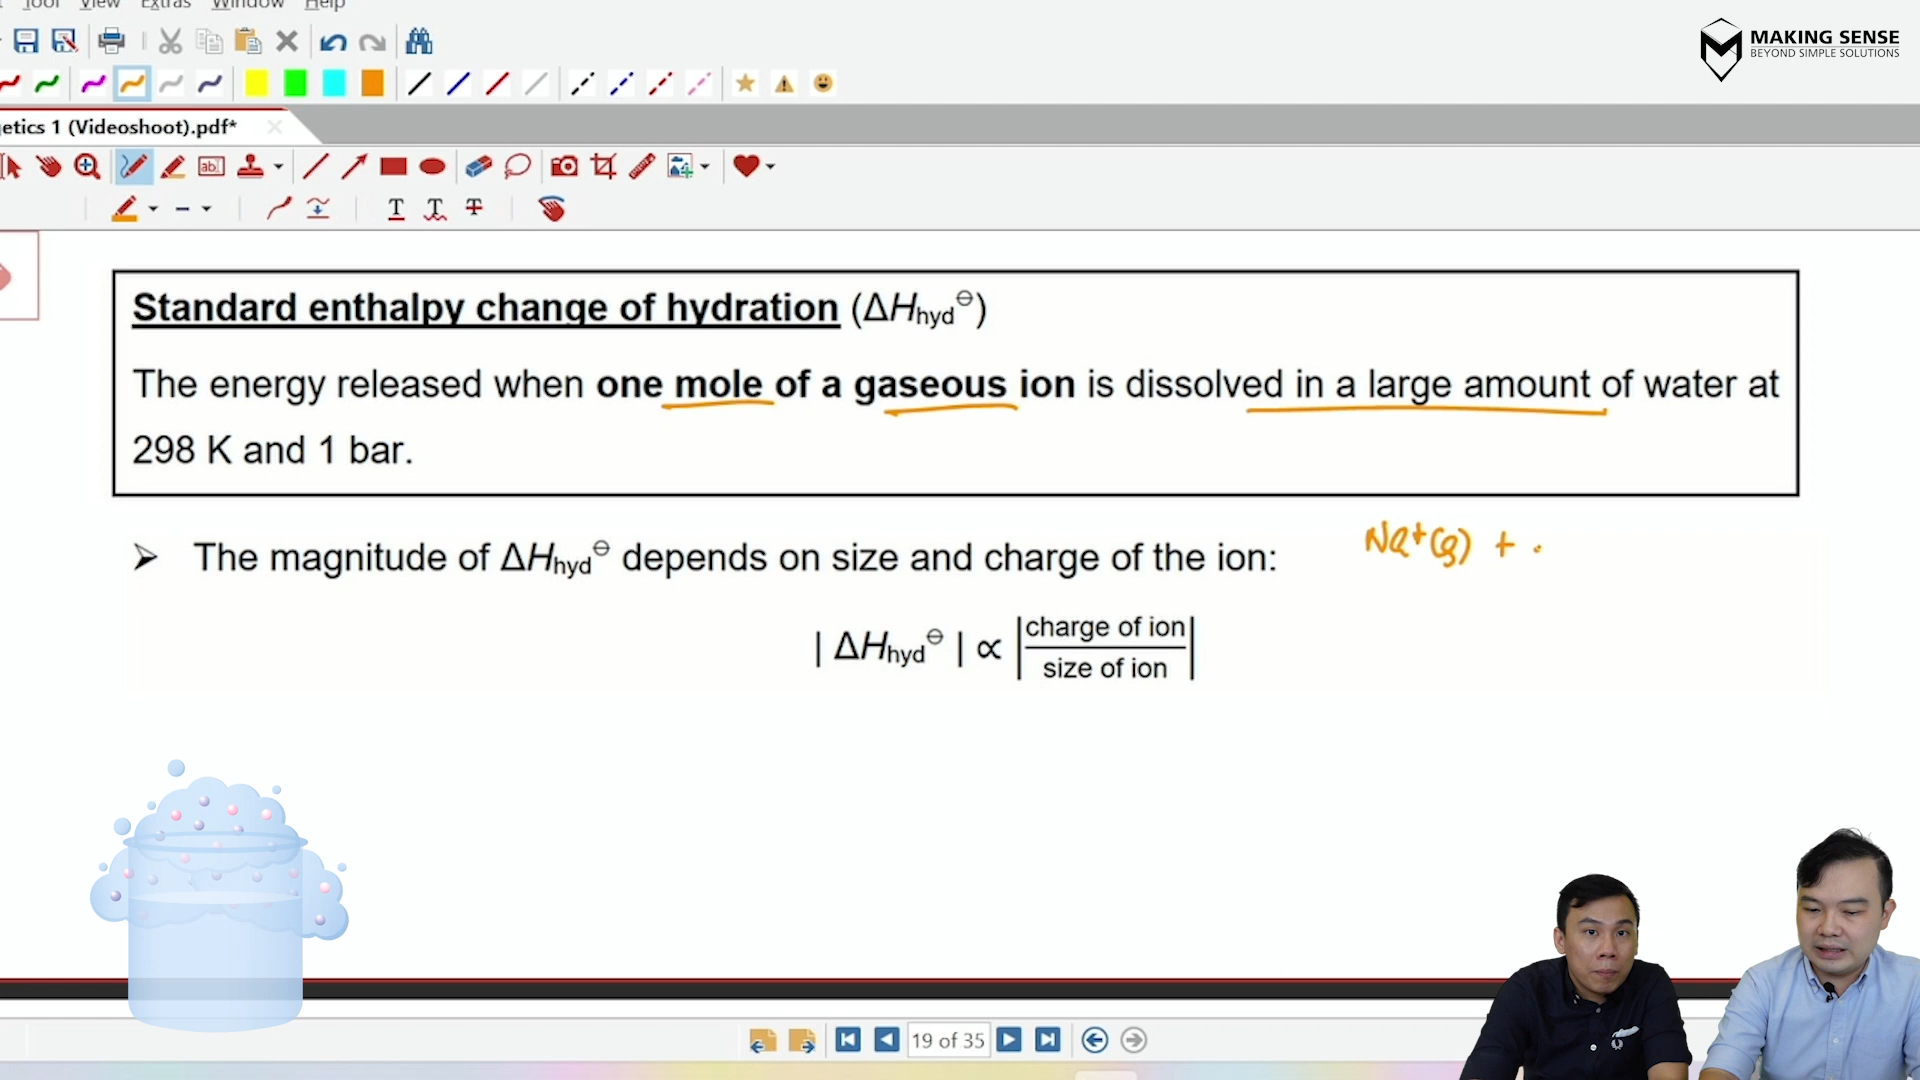 Tool View Extras Window Help
MAKING SENSE
BEYOND SIMPLE SOLUTIONS
etics 1 (Videoshoot).pdf*
Standard enthalpy change of hydration (ΔHhyd⦵)
The energy released when one mole of a gaseous ion is dissolved in a large amount of water at
298 K and 1 bar.
➢ The magnitude of ΔHhyd⦵ depends on size and charge of the ion:
Na+(g) +
| ΔHhyd⦵ | ∝ |charge of ion
size of ion|
19 of 35